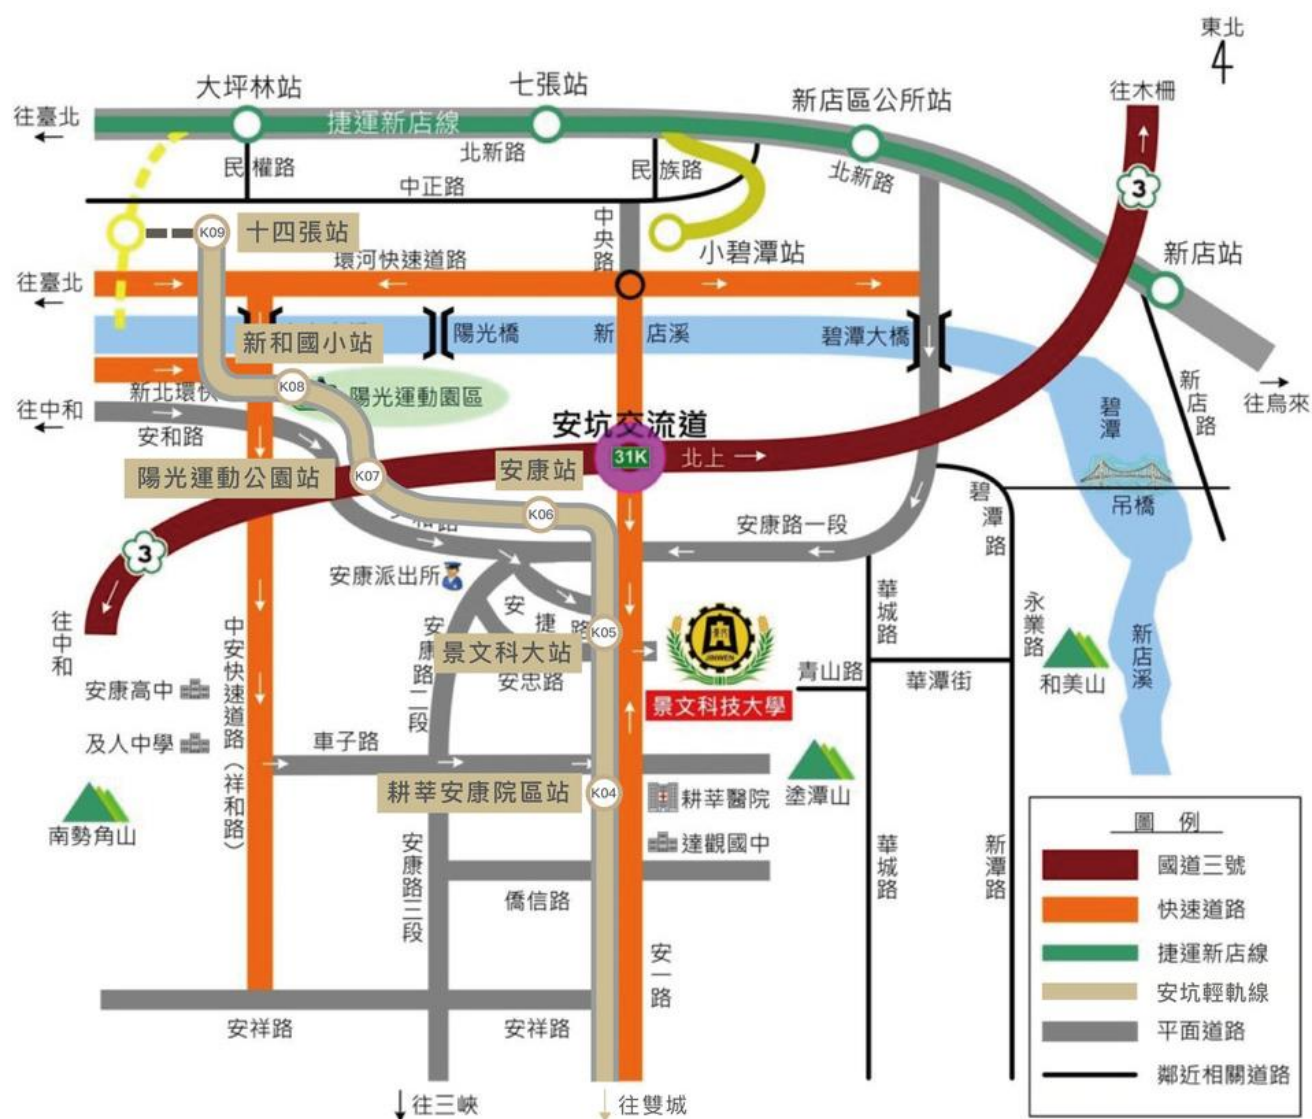 東北
往木柵
大坪林站
七張站
新店區公所站
往臺北
捷運新店線
民權路
北新路
民族路
北新路
中正路
3
K09
十四張站
中央路
小碧潭站
新店站
往臺北
環河快速道路
新和國小站
陽光橋
新店溪
碧潭大橋
K08
陽光運動園區
新北環快
往中和
安和路
碧潭
新店路
往烏來
安坑交流道
31K
北上
陽光運動公園站
K07
安康站
K06
吊橋
碧潭路
安康路一段
3
安康派出所
往中和
安捷路
K05
景文科大站
安康路二段
安忠路
JINWEN
景文科技大學
華城路
永業路
新店溪
青山路
華潭街
和美山
中安快速道路(祥和路)
安康高中
及人中學
車子路
南勢角山
耕莘安康院區站
K04
耕莘醫院
塗潭山
達觀國中
安康路三段
僑信路
華城路
新潭路
安一路
安祥路
安祥路
往三峽
往雙城
圖例
國道三號
快速道路
捷運新店線
安坑輕軌線
平面道路
鄰近相關道路